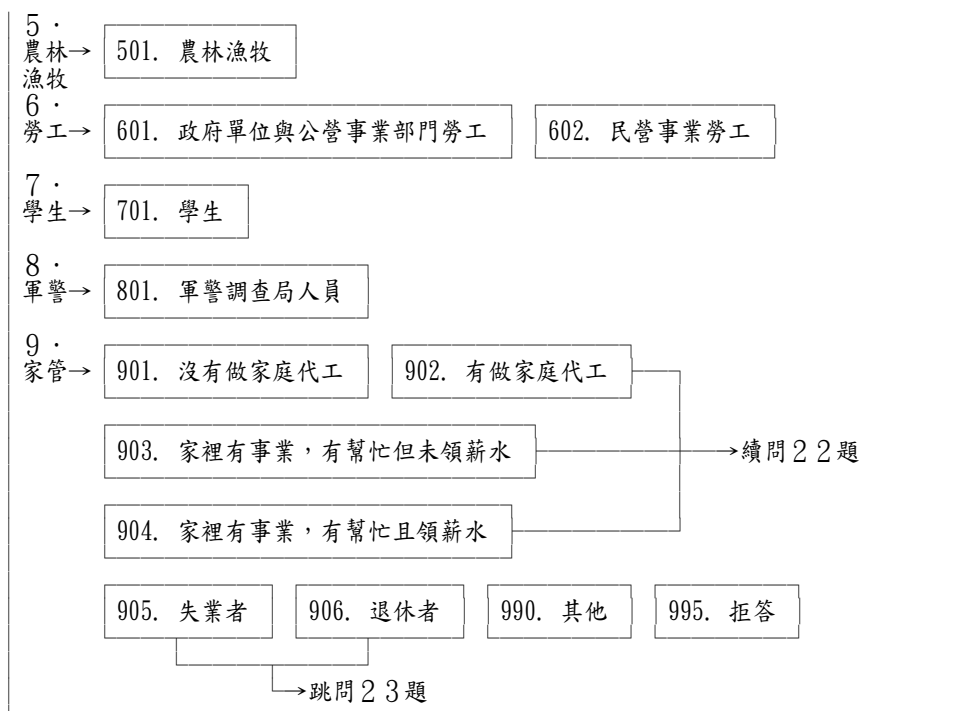 5．
農林→ 501. 農林漁牧
漁牧
6．
勞工→ 601. 政府單位與公營事業部門勞工 602. 民營事業勞工
7．
學生→ 701. 學生
8．
軍警→ 801. 軍警調查局人員
9．
家管→ 901. 沒有做家庭代工 902. 有做家庭代工
903. 家裡有事業，有幫忙但未領薪水 →續問２２題
904. 家裡有事業，有幫忙且領薪水
905. 失業者 906. 退休者 990. 其他 995. 拒答
→跳問２３題